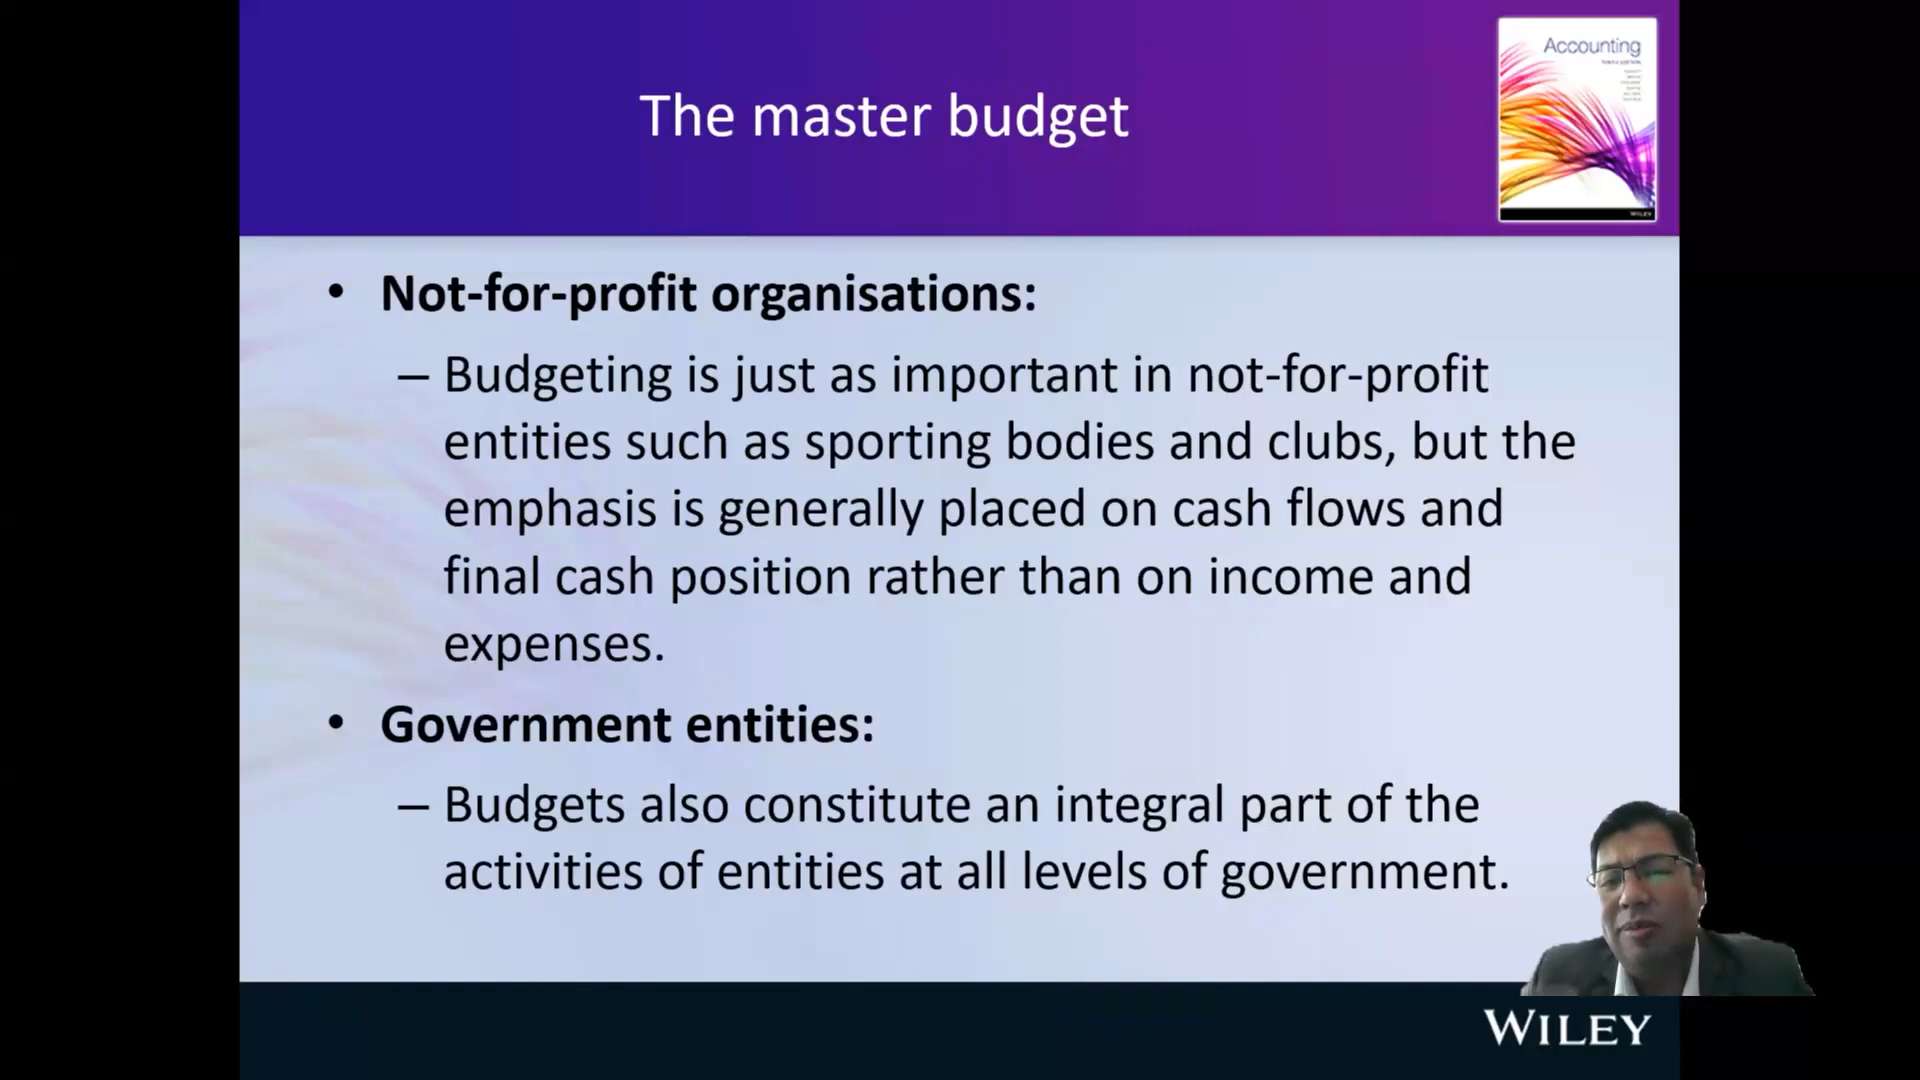 The master budget
Accounting
TENTH EDITION
WILEY
• Not-for-profit organisations:
– Budgeting is just as important in not-for-profit
entities such as sporting bodies and clubs, but the
emphasis is generally placed on cash flows and
final cash position rather than on income and
expenses.
• Government entities:
– Budgets also constitute an integral part of the
activities of entities at all levels of government.
WILEY